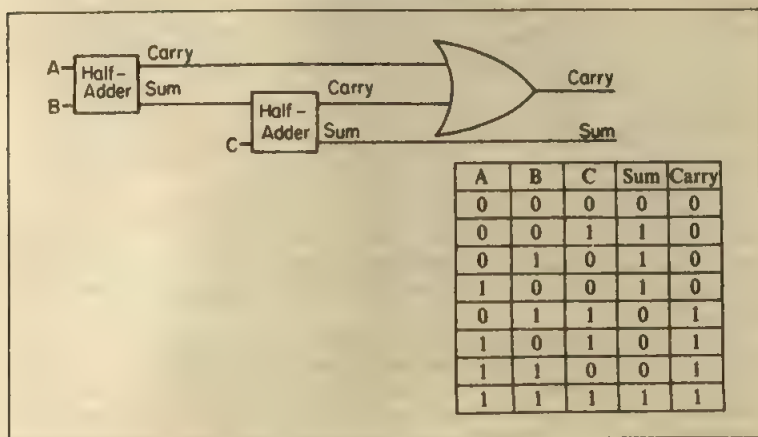 Carry
A Half-
Adder Sum
B
Carry
Half-
Adder Sum
C
Carry
Sum
A B C Sum Carry
0 0 0 0 0
0 0 1 1 0
0 1 0 1 0
1 0 0 1 0
0 1 1 0 1
1 0 1 0 1
1 1 0 0 1
1 1 1 1 1